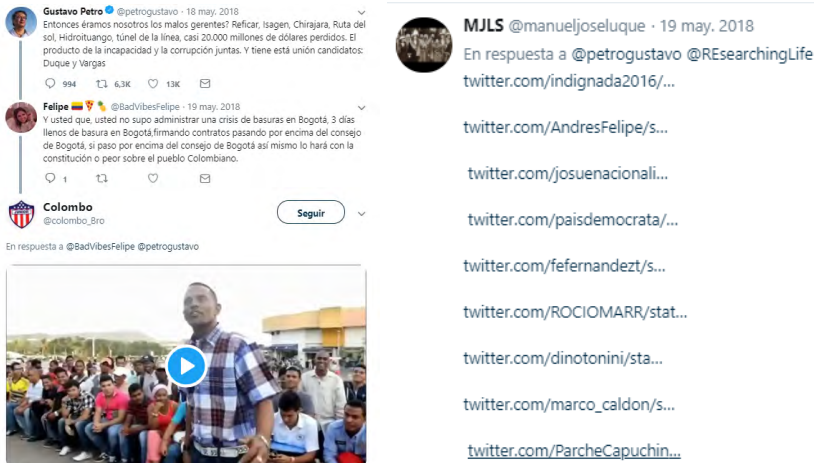 Gustavo Petro @petrogustavo · 18 may. 2018
Entonces éramos nosotros los malos gerentes? Reficar, Isagen, Chirajara, Ruta del
sol, Hidroituango, túnel de la línea, casi 20.000 millones de dólares perdidos. El
producto de la incapacidad y la corrupción juntas. Y tiene está unión candidatos:
Duque y Vargas
994 6,3K 13K
Felipe @BadVibesFelipe · 19 may. 2018
Y usted que, usted no supo administrar una crisis de basuras en Bogotá, 3 días
llenos de basura en Bogotá,firmando contratos pasando por encima del consejo
de Bogotá, si paso por encima del consejo de Bogotá así mismo lo hará con la
constitución o peor sobre el pueblo Colombiano.
1
Colombo
@colombo_Bro
Seguir
En respuesta a @BadVibesFelipe @petrogustavo
MJLS @manueljoseluque · 19 may. 2018
En respuesta a @petrogustavo @REsearchingLife
twitter.com/indignada2016/...
twitter.com/AndresFelipe/s...
twitter.com/josuenacionali...
twitter.com/paisdemocrata/...
twitter.com/fefernandezt/s...
twitter.com/ROCIOMARR/stat...
twitter.com/dinotonini/sta...
twitter.com/marco_caldon/s...
twitter.com/ParcheCapuchin...